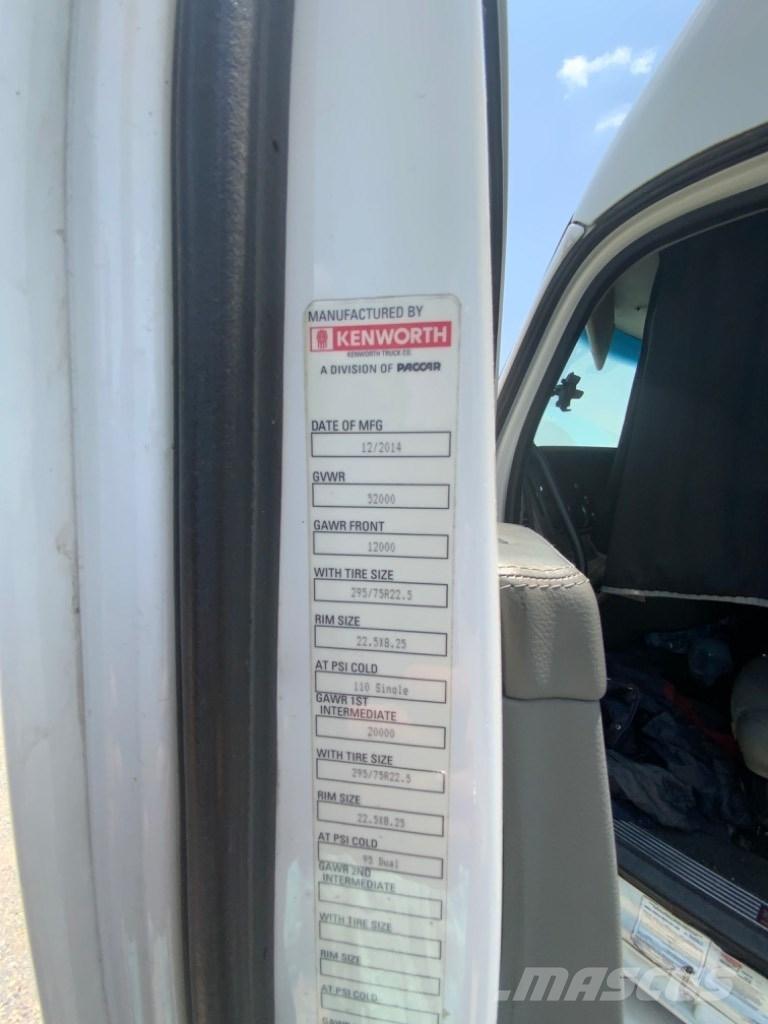 MANUFACTURED BY
KENWORTH
KENWORTH TRUCK CO.
A DIVISION OF PACCAR
DATE OF MFG
12/2014
GVWR
52000
GAWR FRONT
12000
WITH TIRE SIZE
295/75R22.5
RIM SIZE
22.5X8.25
AT PSI COLD
110 Single
GAWR 1ST
INTERMEDIATE
20000
WITH TIRE SIZE
295/75R22.5
RIM SIZE
22.5X8.25
AT PSI COLD
95 Dual
GAWR 2ND
INTERMEDIATE
WITH TIRE SIZE
RIM SIZE
AT PSI COLD
GAWR
MASCUS